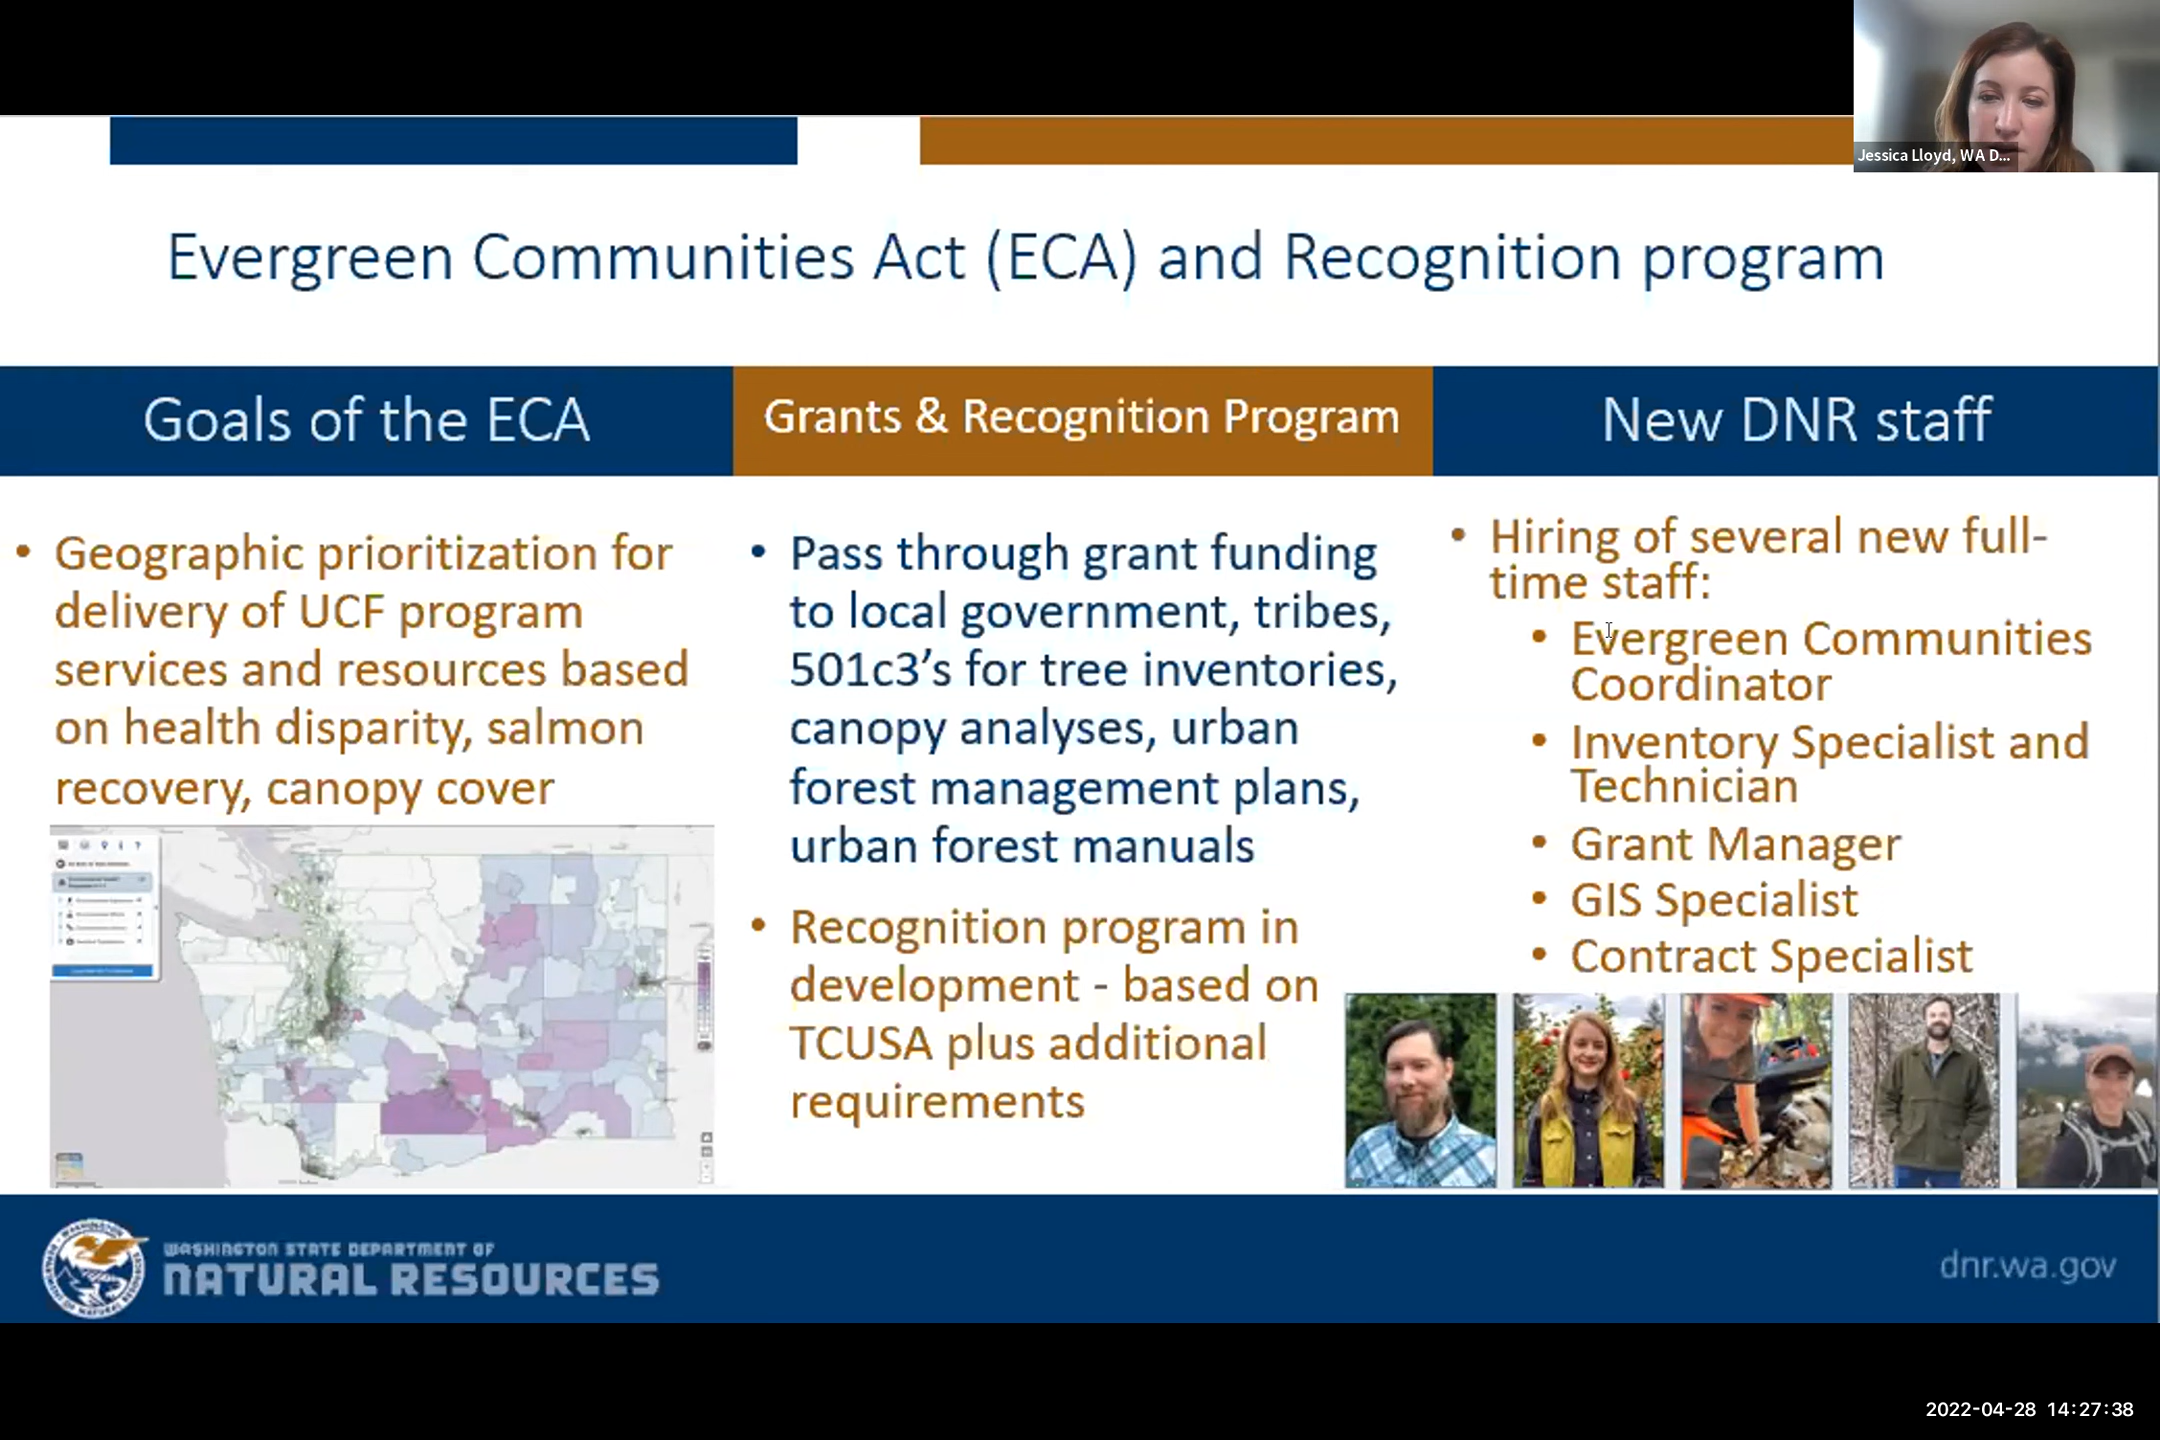 Jessica Lloyd, WA D...
Evergreen Communities Act (ECA) and Recognition program
Goals of the ECA
• Geographic prioritization for
delivery of UCF program
services and resources based
on health disparity, salmon
recovery, canopy cover
Grants & Recognition Program
• Pass through grant funding
to local government, tribes,
501c3’s for tree inventories,
canopy analyses, urban
forest management plans,
urban forest manuals
• Recognition program in
development - based on
TCUSA plus additional
requirements
New DNR staff
• Hiring of several new full-
time staff:
• Evergreen Communities
Coordinator
• Inventory Specialist and
Technician
• Grant Manager
• GIS Specialist
• Contract Specialist
WASHINGTON STATE DEPARTMENT OF
NATURAL RESOURCES
dnr.wa.gov
2022-04-28 14:27:38